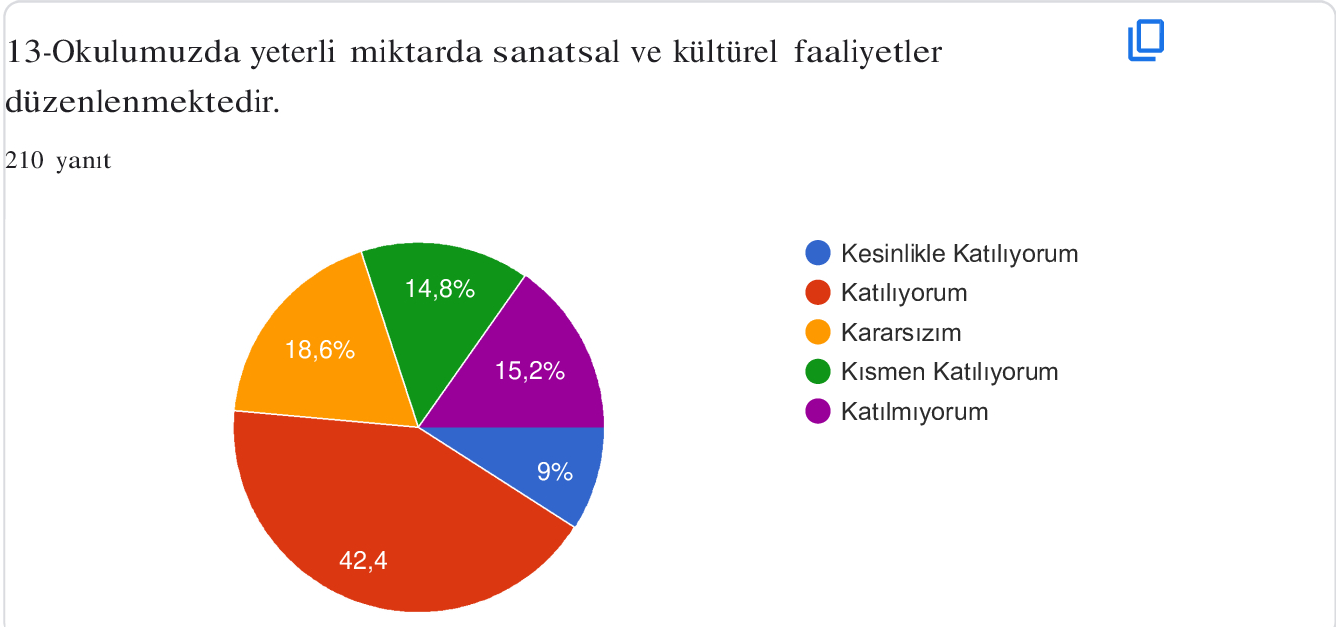 13-Okulumuzda yeterli miktarda sanatsal ve kültürel faaliyetler
düzenlenmektedir.
210 yanıt
14,8%
18,6%
15,2%
9%
42,4
Kesinlikle Katılıyorum
Katılıyorum
Kararsızım
Kısmen Katılıyorum
Katılmıyorum